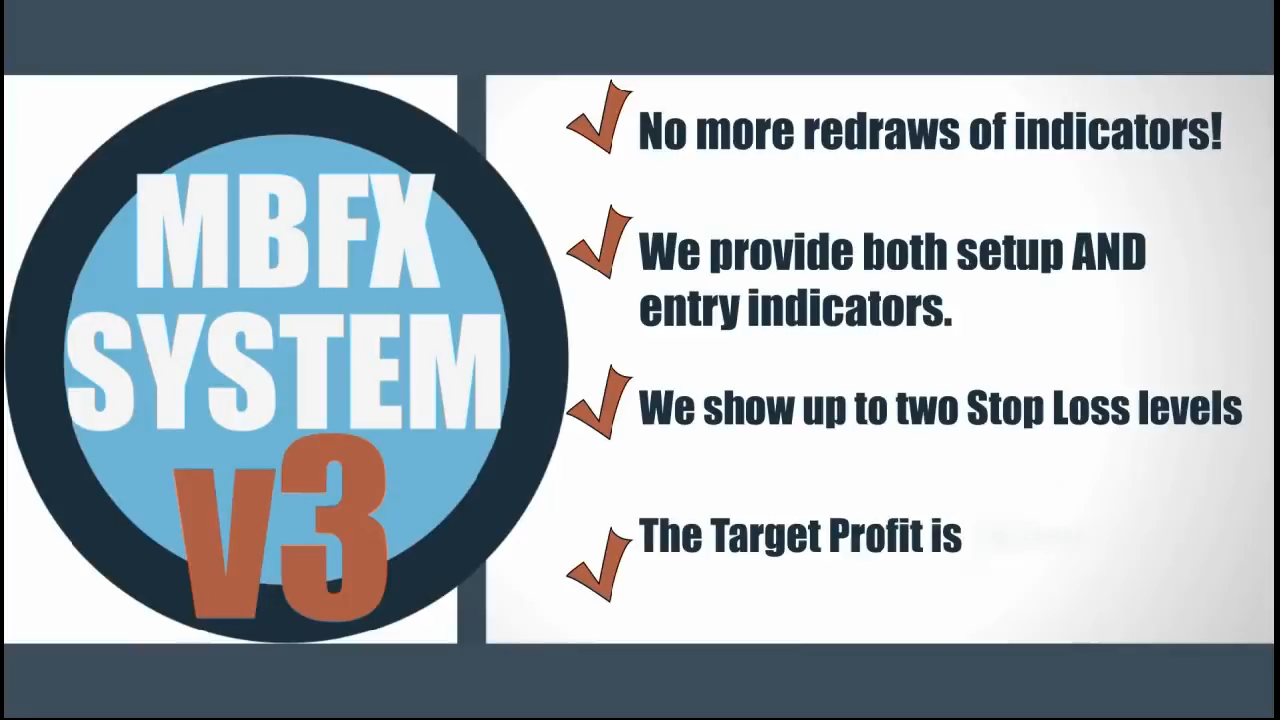 MBFX
SYSTEM
v3
No more redraws of indicators!
We provide both setup AND
entry indicators.
We show up to two Stop Loss levels
The Target Profit is